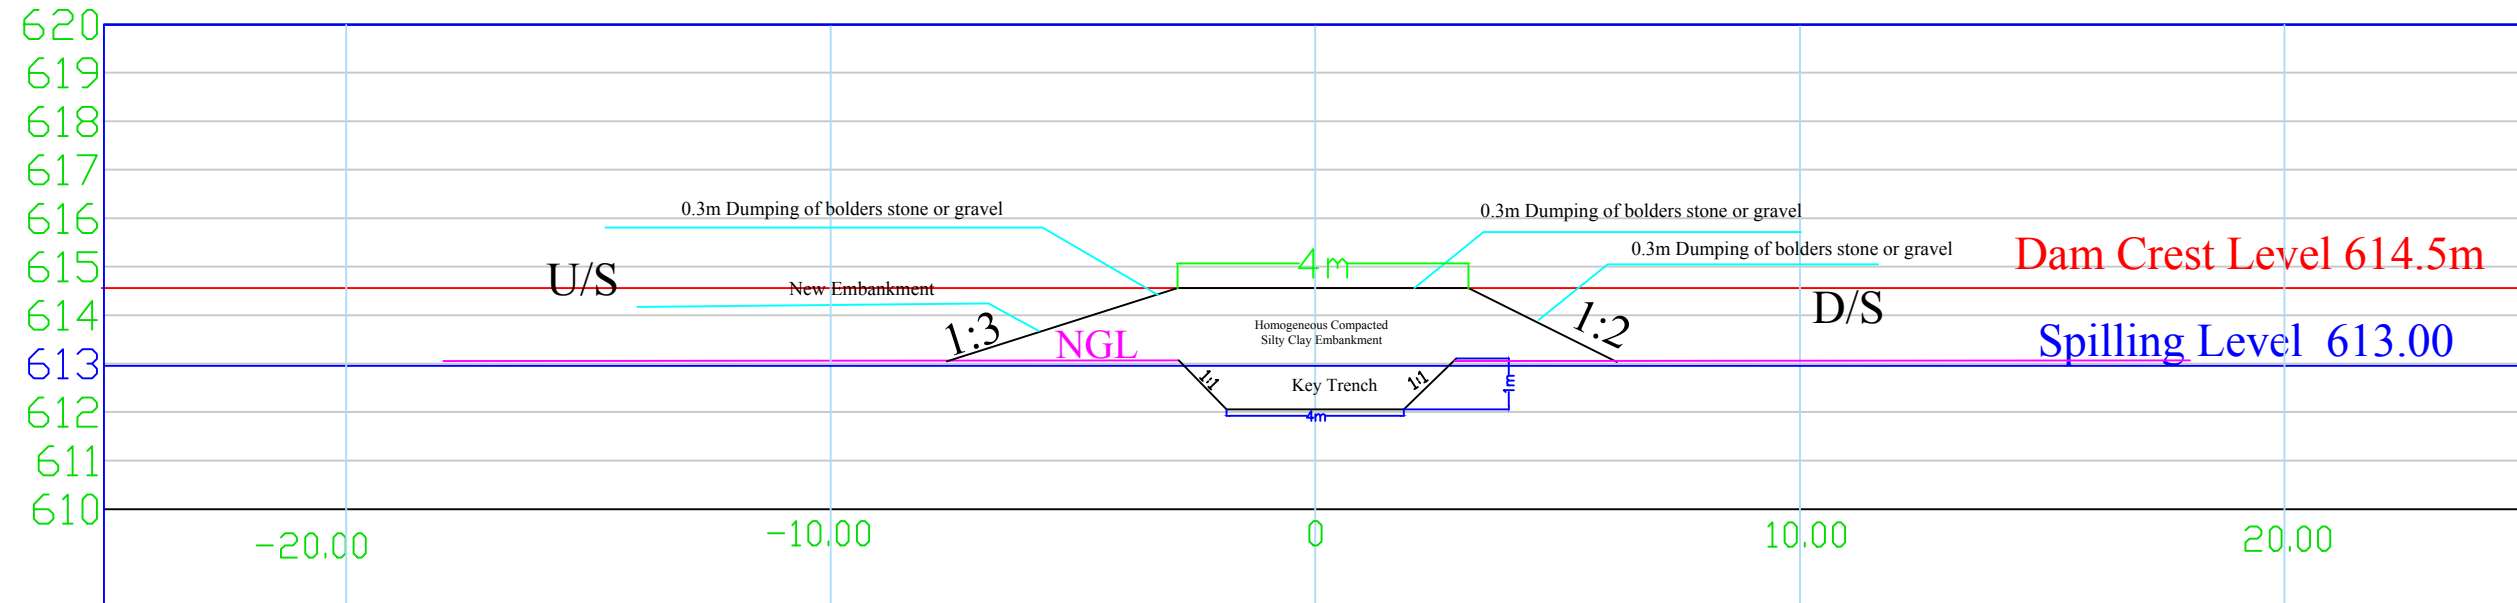 620
619
618
617
616
615
614
613
612
611
610
0.3m Dumping of bolders stone or gravel
0.3m Dumping of bolders stone or gravel
0.3m Dumping of bolders stone or gravel
4m
Dam Crest Level 614.5m
U/S
New Embankment
D/S
1:3
NGL
Homogeneous Compacted
Silty Clay Embankment
1:2
Spilling Level 613.00
1:1
Key Trench
1:1
1m
4m
-20.00
-10.00
0
10.00
20.00